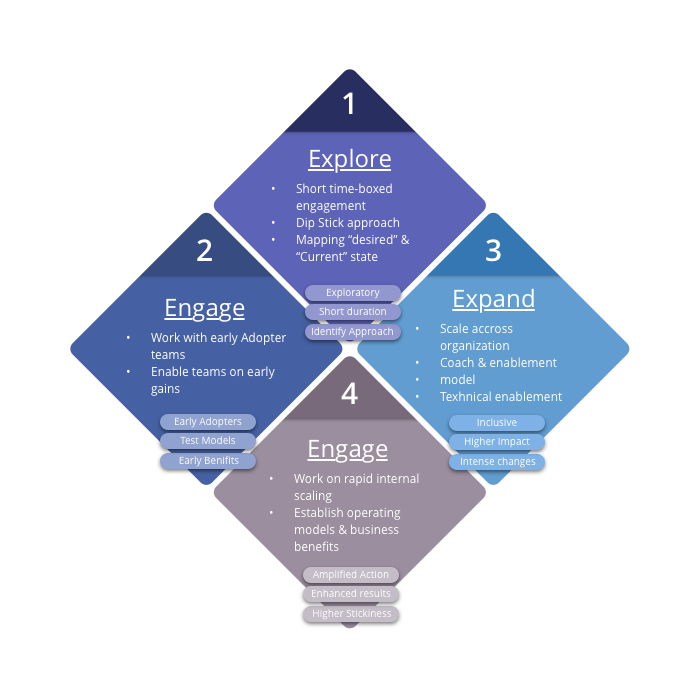 1
Explore
• Short time-boxed
engagement
• Dip Stick approach
• Mapping “desired” &
“Current” state
Exploratory
Short duration
Identify Approach
2
Engage
• Work with early Adopter
teams
• Enable teams on early
gains
Early Adopters
Test Models
Early Benifits
3
Expand
• Scale accross
organization
• Coach & enablement
• model
• Texhnical enablement
Inclusive
Higher Impact
Intense changes
4
Engage
• Work on rapid internal
scaling
• Establish operating
models & business
benefits
Amplified Action
Enhanced results
Higher Stickiness